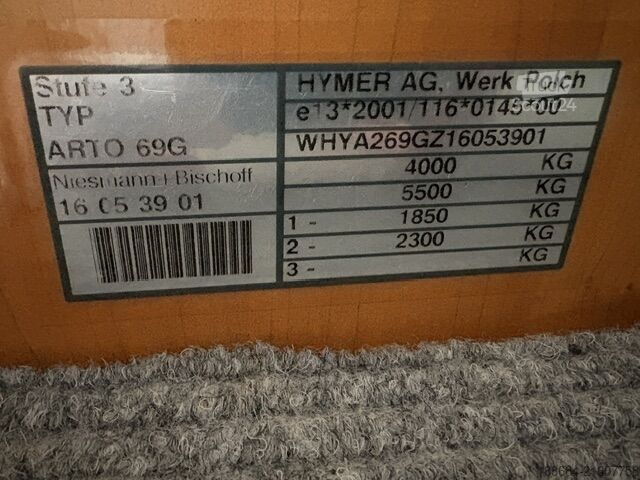 Stufe 3
TYP
ARTO 69G
Niesmann+Bischoff
16 05 39 01
HYMER AG, Werk Polch
e13*2001/116*0145*00
WHYA269GZ16053901
4000 KG
5500 KG
1 - 1850 KG
2 - 2300 KG
3 - KG